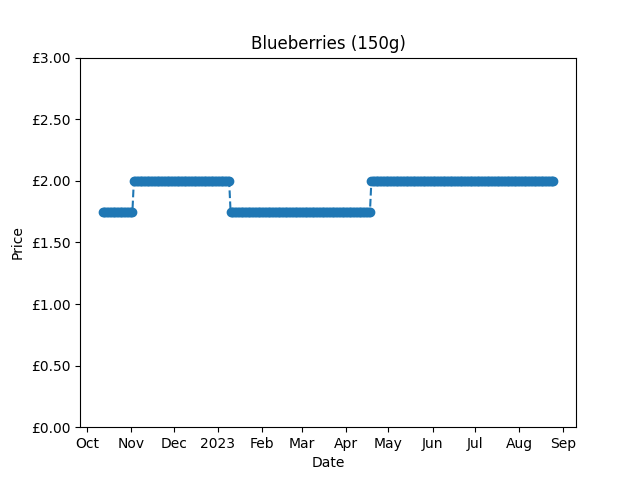 Blueberries (150g)
£3.00
£2.50
£2.00
£1.50
£1.00
£0.50
£0.00
Price
Oct Nov Dec 2023 Feb Mar Apr May Jun Jul Aug Sep
Date